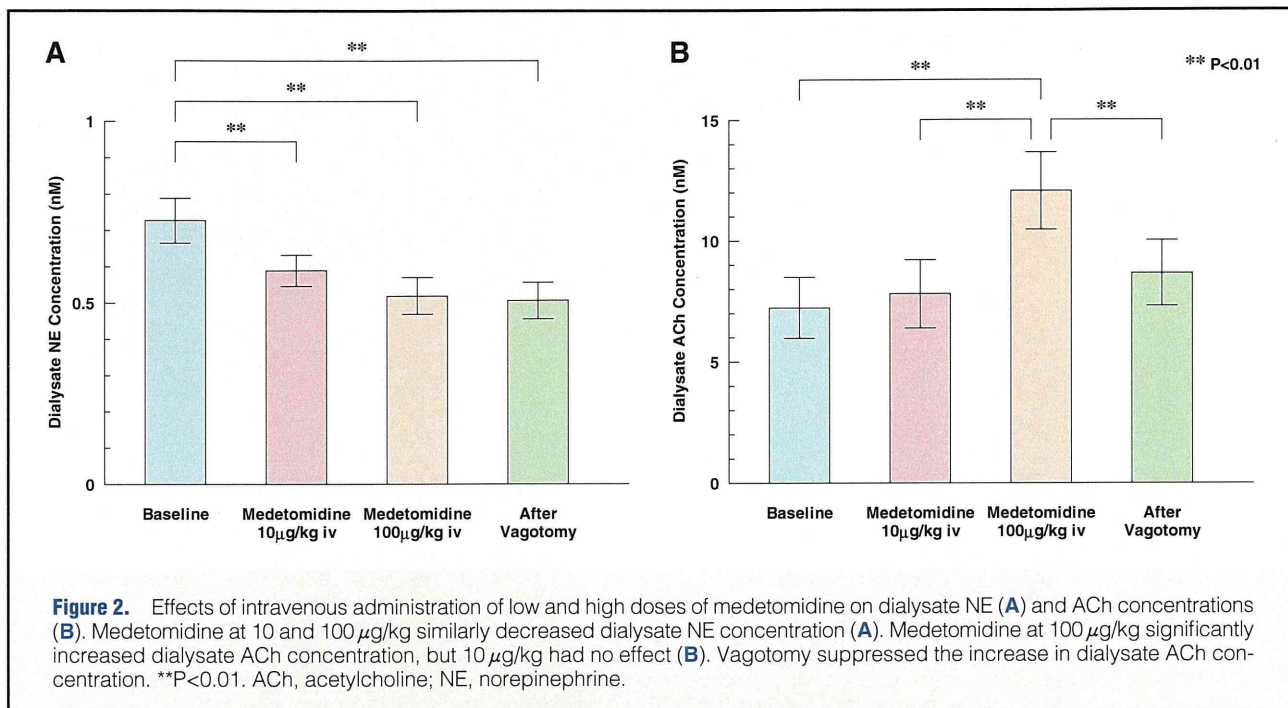 A
**
**
**
1
0.5
0
Dialysate NE Concentration (nM)
Baseline
Medetomidine
10μg/kg iv
Medetomidine
100μg/kg iv
After
Vagotomy
B
** P<0.01
**
**
**
15
10
5
0
Dialysate ACh Concentration (nM)
Baseline
Medetomidine
10μg/kg iv
Medetomidine
100μg/kg iv
After
Vagotomy
Figure 2. Effects of intravenous administration of low and high doses of medetomidine on dialysate NE (A) and ACh concentrations
(B). Medetomidine at 10 and 100 μg/kg similarly decreased dialysate NE concentration (A). Medetomidine at 100 μg/kg significantly
increased dialysate ACh concentration, but 10 μg/kg had no effect (B). Vagotomy suppressed the increase in dialysate ACh con-
centration. **P<0.01. ACh, acetylcholine; NE, norepinephrine.